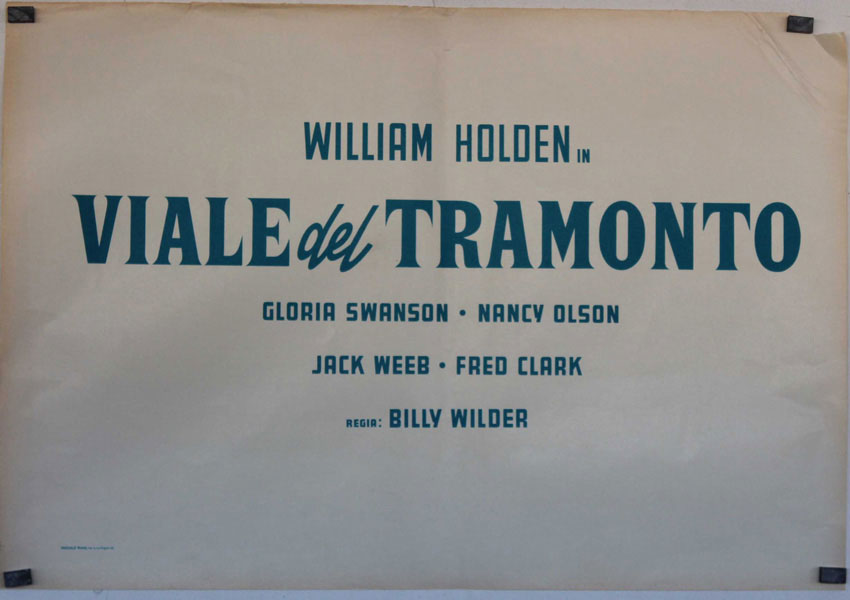 WILLIAM HOLDEN IN
VIALE del TRAMONTO
GLORIA SWANSON • NANCY OLSON
JACK WEEB • FRED CLARK
REGIA: BILLY WILDER